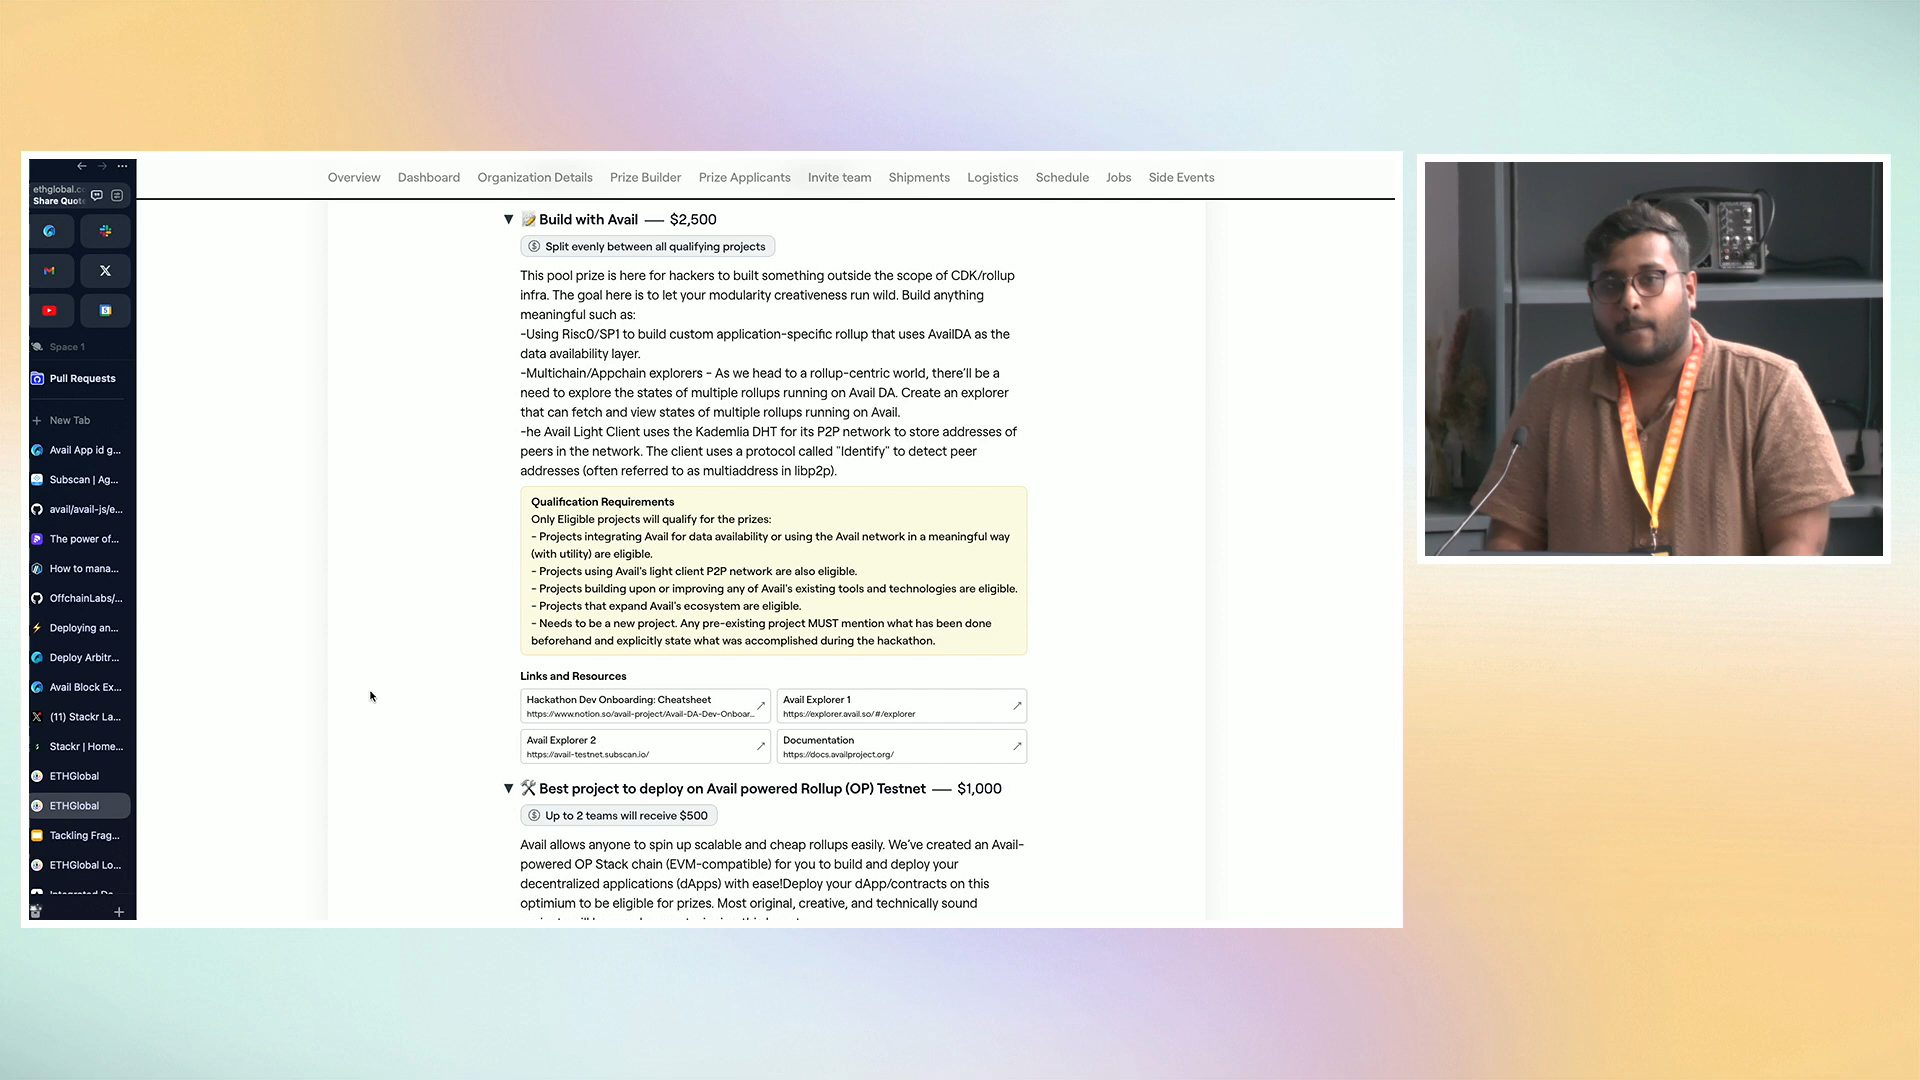 ethglobal.c
Share Quot
Space 1
Pull Requests
New Tab
Avail App id g...
Subscan | Ag...
avail/avail-js/e...
The power of...
How to mana...
OffchainLabs/...
Deploying an...
Deploy Arbitr...
Avail Block Ex...
(11) Stackr La...
Stackr | Home...
ETHGlobal
ETHGlobal
Tackling Frag...
ETHGlobal Lo...
Overview Dashboard Organization Details Prize Builder Prize Applicants Invite team Shipments Logistics Schedule Jobs Side Events
Build with Avail — $2,500
Split evenly between all qualifying projects
This pool prize is here for hackers to built something outside the scope of CDK/rollup
infra. The goal here is to let your modularity creativeness run wild. Build anything
meaningful such as:
-Using Risc0/SP1 to build custom application-specific rollup that uses AvailDA as the
data availability layer.
-Multichain/Appchain explorers - As we head to a rollup-centric world, there'll be a
need to explore the states of multiple rollups running on Avail DA. Create an explorer
that can fetch and view states of multiple rollups running on Avail.
-he Avail Light Client uses the Kademlia DHT for its P2P network to store addresses of
peers in the network. The client uses a protocol called "Identify" to detect peer
addresses (often referred to as multiaddress in libp2p).
Qualification Requirements
Only Eligible projects will qualify for the prizes:
- Projects integrating Avail for data availability or using the Avail network in a meaningful way
(with utility) are eligible.
- Projects using Avail's light client P2P network are also eligible.
- Projects building upon or improving any of Avail's existing tools and technologies are eligible.
- Projects that expand Avail's ecosystem are eligible.
- Needs to be a new project. Any pre-existing project MUST mention what has been done
beforehand and explicitly state what was accomplished during the hackathon.
Links and Resources
Hackathon Dev Onboarding: Cheatsheet
https://www.notion.so/avail-project/Avail-DA-Dev-Onboar...
Avail Explorer 1
https://explorer.avail.so/#/explorer
Avail Explorer 2
https://avail-testnet.subscan.io/
Documentation
https://docs.availproject.org/
Best project to deploy on Avail powered Rollup (OP) Testnet — $1,000
Up to 2 teams will receive $500
Avail allows anyone to spin up scalable and cheap rollups easily. We've created an Avail-
powered OP Stack chain (EVM-compatible) for you to build and deploy your
decentralized applications (dApps) with ease!Deploy your dApp/contracts on this
optimium to be eligible for prizes. Most original, creative, and technically sound